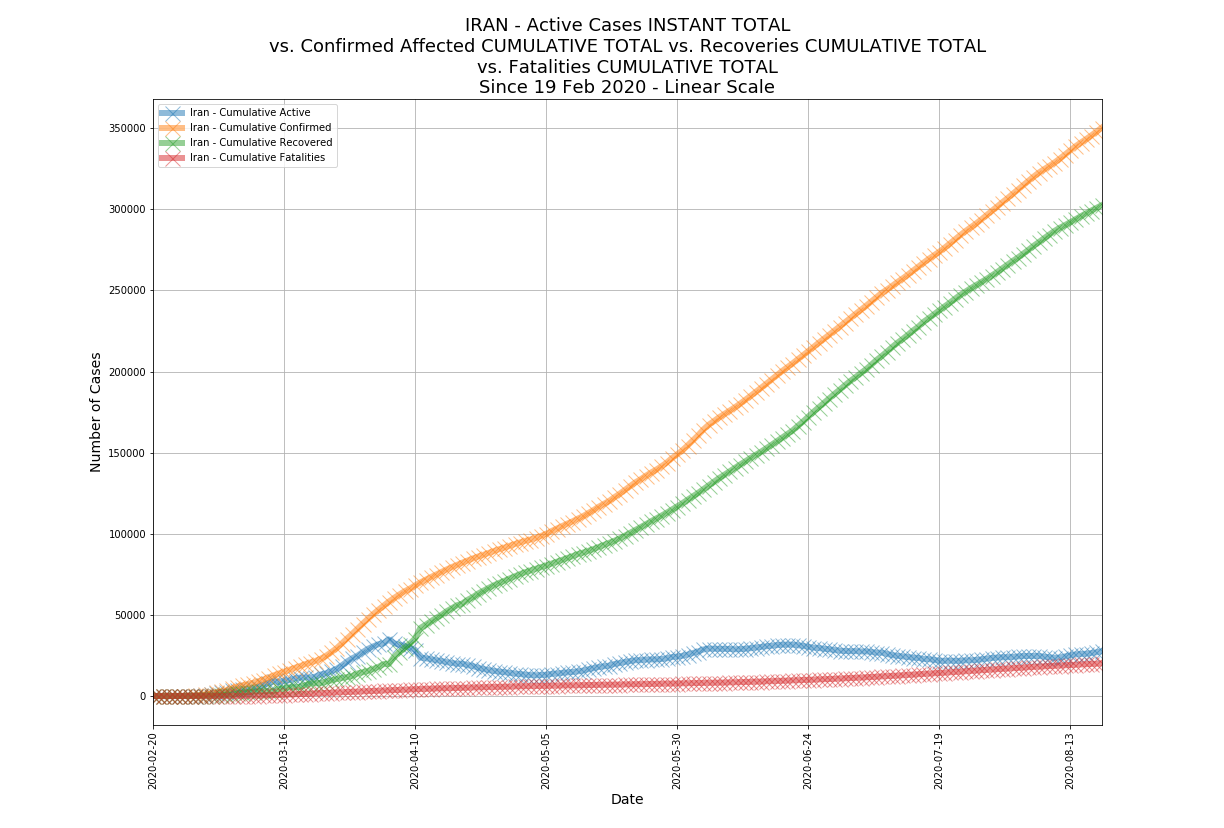 IRAN - Active Cases INSTANT TOTAL
vs. Confirmed Affected CUMULATIVE TOTAL vs. Recoveries CUMULATIVE TOTAL
vs. Fatalities CUMULATIVE TOTAL
Since 19 Feb 2020 - Linear Scale
Iran - Cumulative Active
Iran - Cumulative Confirmed
Iran - Cumulative Recovered
Iran - Cumulative Fatalities
Number of Cases
350000
300000
250000
200000
150000
100000
50000
0
2020-02-20
2020-03-16
2020-04-10
2020-05-05
2020-05-30
2020-06-24
2020-07-19
2020-08-13
Date